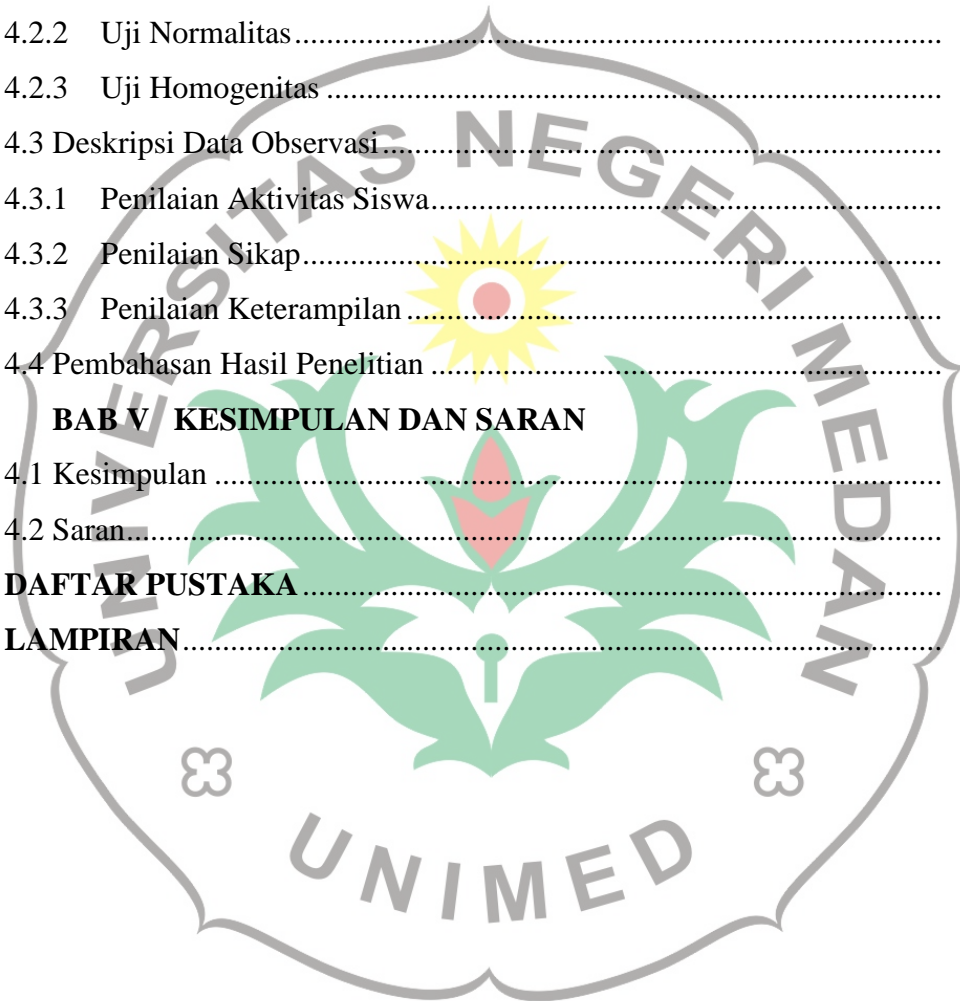 4.2.2 Uji Normalitas...............................................................................
4.2.3 Uji Homogenitas...........................................................................
4.3 Deskripsi Data Observasi....................................................................
4.3.1 Penilaian Aktivitas Siswa..............................................................
4.3.2 Penilaian Sikap..............................................................................
4.3.3 Penilaian Keterampilan.................................................................
4.4 Pembahasan Hasil Penelitian..............................................................
BAB V KESIMPULAN DAN SARAN
4.1 Kesimpulan.........................................................................................
4.2 Saran...................................................................................................
DAFTAR PUSTAKA..............................................................................
LAMPIRAN............................................................................................
UNIVERSITAS NEGERI MEDAN
UNIMED